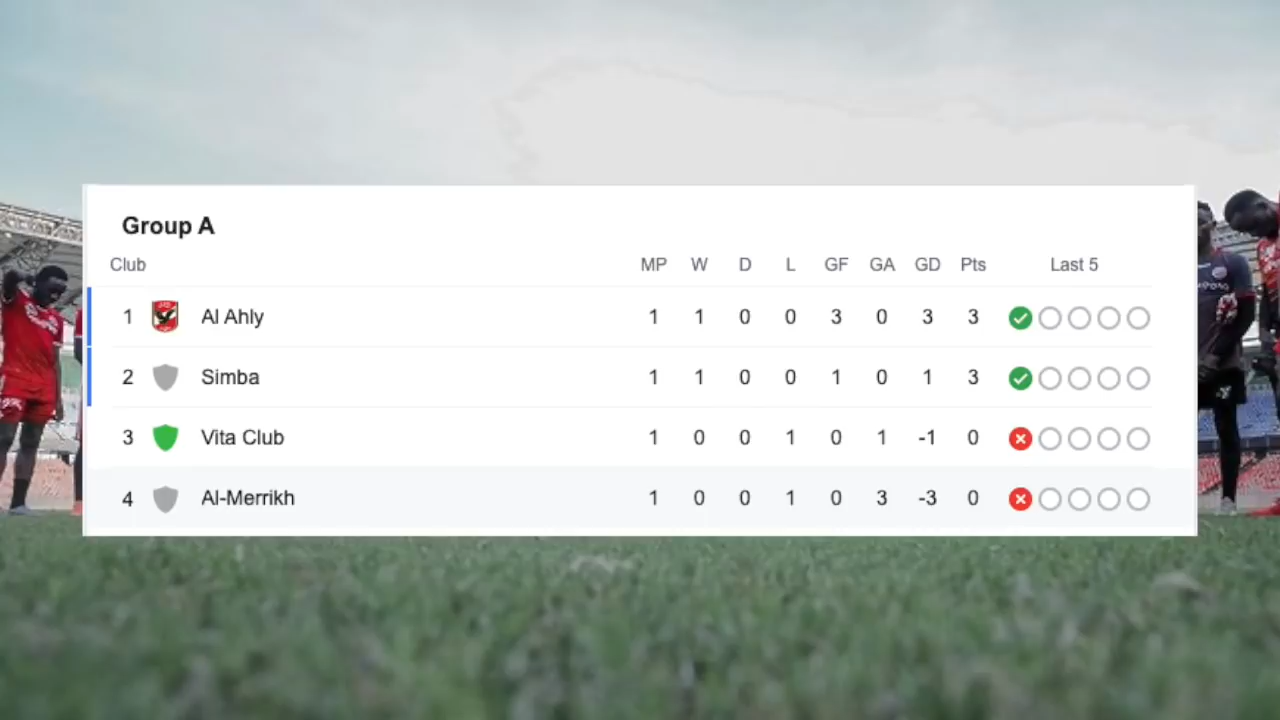 Group A
Club MP W D L GF GA GD Pts Last 5
1 Al Ahly 1 1 0 0 3 0 3 3
2 Simba 1 1 0 0 1 0 1 3
3 Vita Club 1 0 0 1 0 1 -1 0
4 Al-Merrikh 1 0 0 1 0 3 -3 0